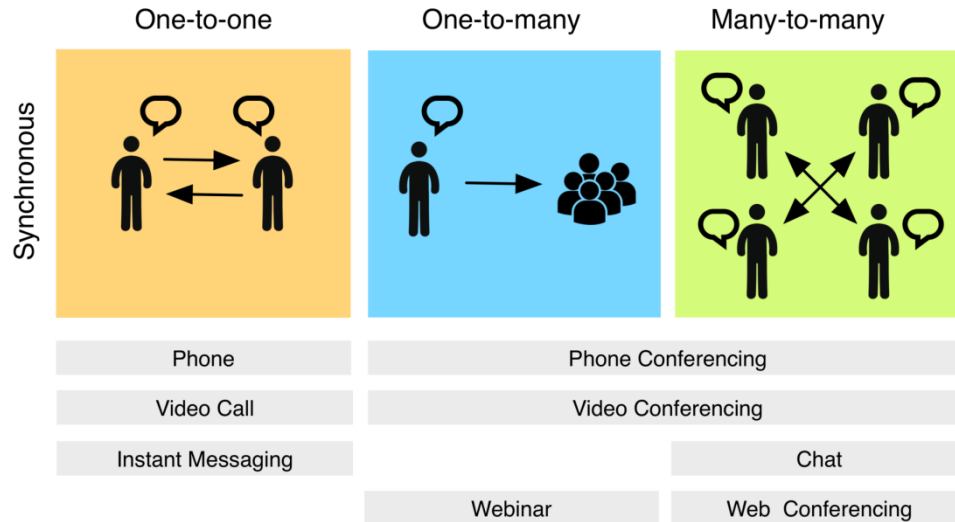 One-to-one
One-to-many
Many-to-many
Synchronous
Phone
Phone Conferencing
Video Call
Video Conferencing
Instant Messaging
Chat
Webinar
Web Conferencing